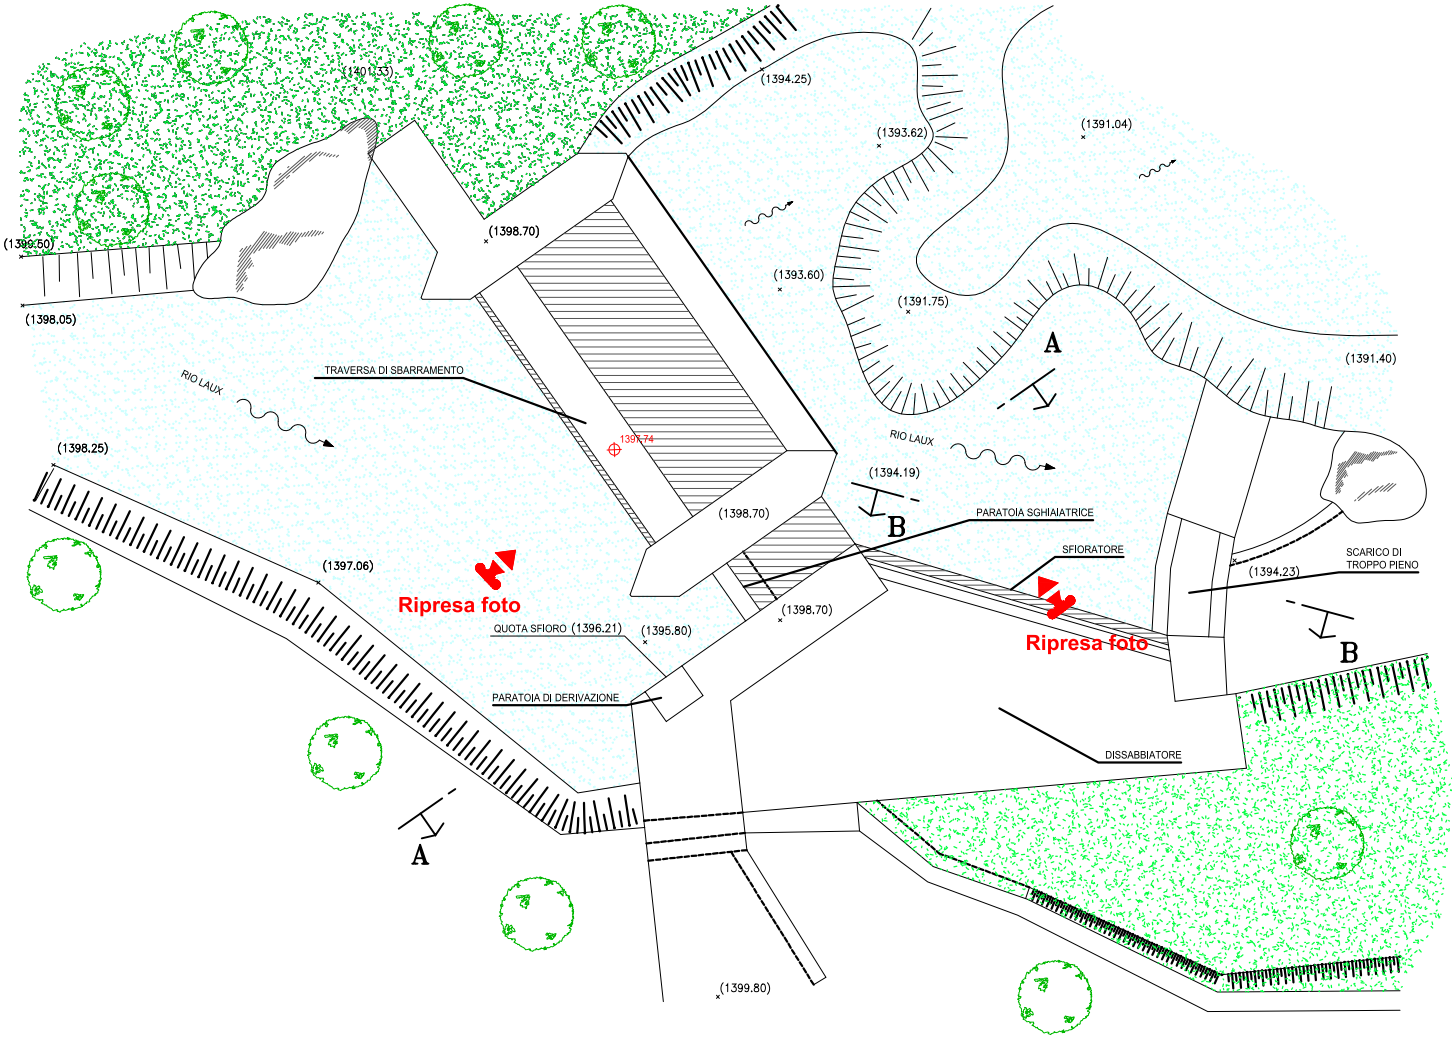 (1401.33)
(1394.25)
(1393.62)
(1391.04)
(1399.50)
(1398.70)
(1393.60)
(1391.75)
(1398.05)
A
(1391.40)
TRAVERSA DI SBARRAMENTO
RIO LAUX
1397.74
RIO LAUX
(1398.25)
(1394.19)
(1398.70)
PARATOIA SGHIAIATRICE
B
SFIORATORE
SCARICO DI
TROPPO PIENO
(1397.06)
(1394.23)
Ripresa foto
(1398.70)
QUOTA SFIORO (1396.21)
(1395.80)
Ripresa foto
B
PARATOIA DI DERIVAZIONE
DISSABBIATORE
A
(1399.80)